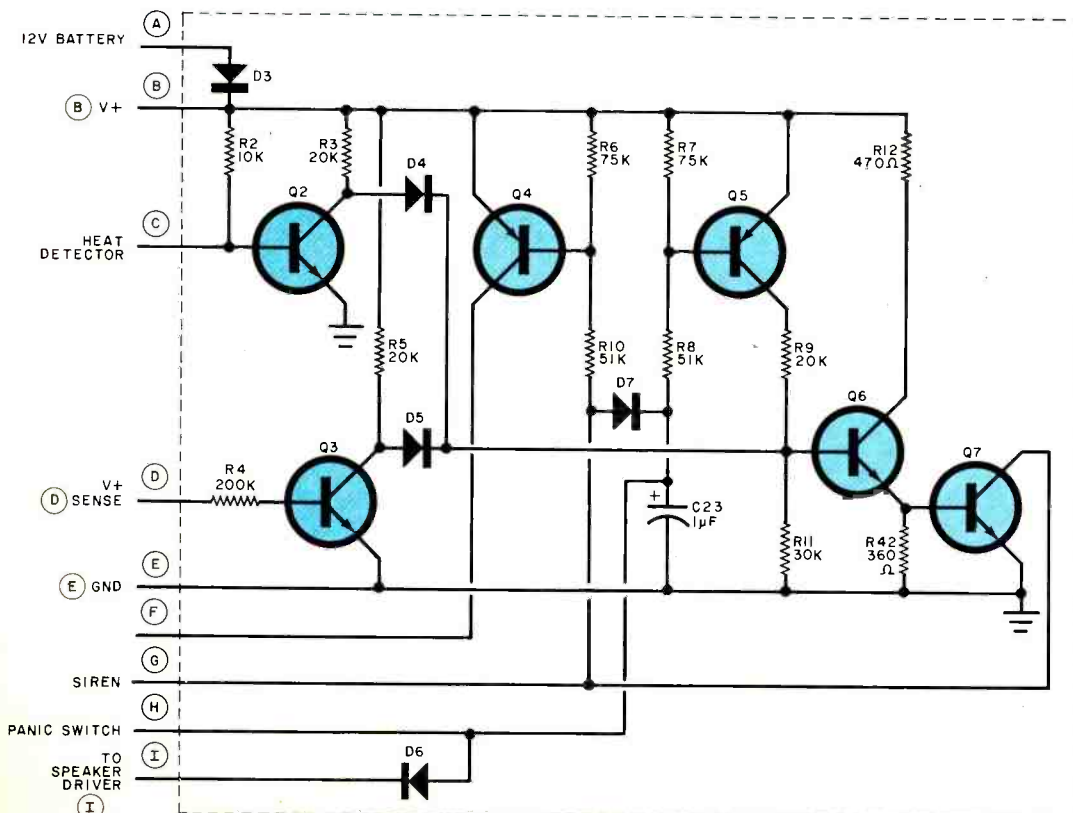 12V BATTERY
A
D3
B V+
B
R2
10K
R3
20K
D4
Q2
Q4
R6
75K
R7
75K
Q5
R12
470Ω
C
HEAT
DETECTOR
R5
20K
R10
51K
D7
R8
51K
R9
20K
Q6
Q7
D5
Q3
V+
D SENSE
D
R4
200K
+
C23
1µF
R11
30K
R42
360
Ω
E GND
E
F
G
SIREN
H
PANIC SWITCH
D6
TO
SPEAKER
DRIVER
I
I